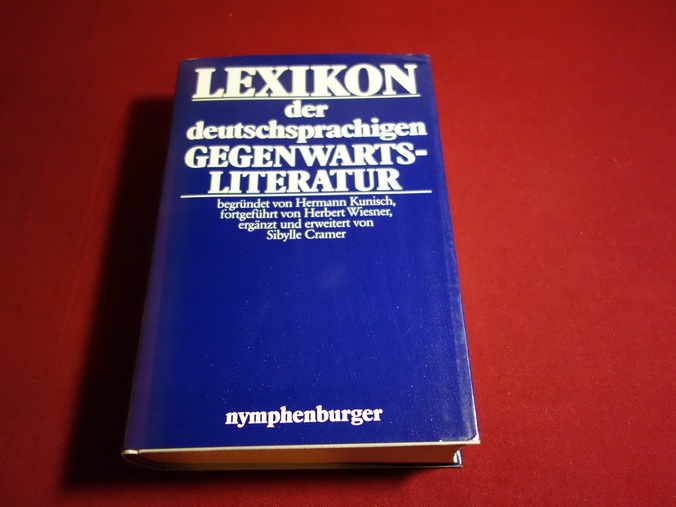 LEXIKON
der
deutschsprachigen
GEGENWARTS-
LITERATUR
begründet von Hermann Kunisch,
fortgeführt von Herbert Wiesner,
ergänzt und erweitert von
Sibylle Cramer
nymphenburger